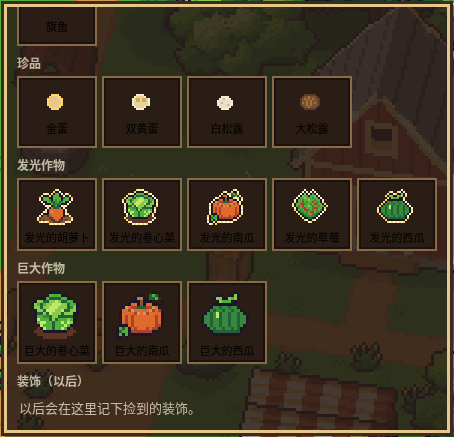 旗鱼
珍品
金蛋 双黄蛋 白松露 大松露
发光作物
发光的胡萝卜 发光的卷心菜 发光的南瓜 发光的草莓 发光的西瓜
巨大作物
巨大的卷心菜 巨大的南瓜 巨大的西瓜
装饰（以后）
以后会在这里记下捡到的装饰。